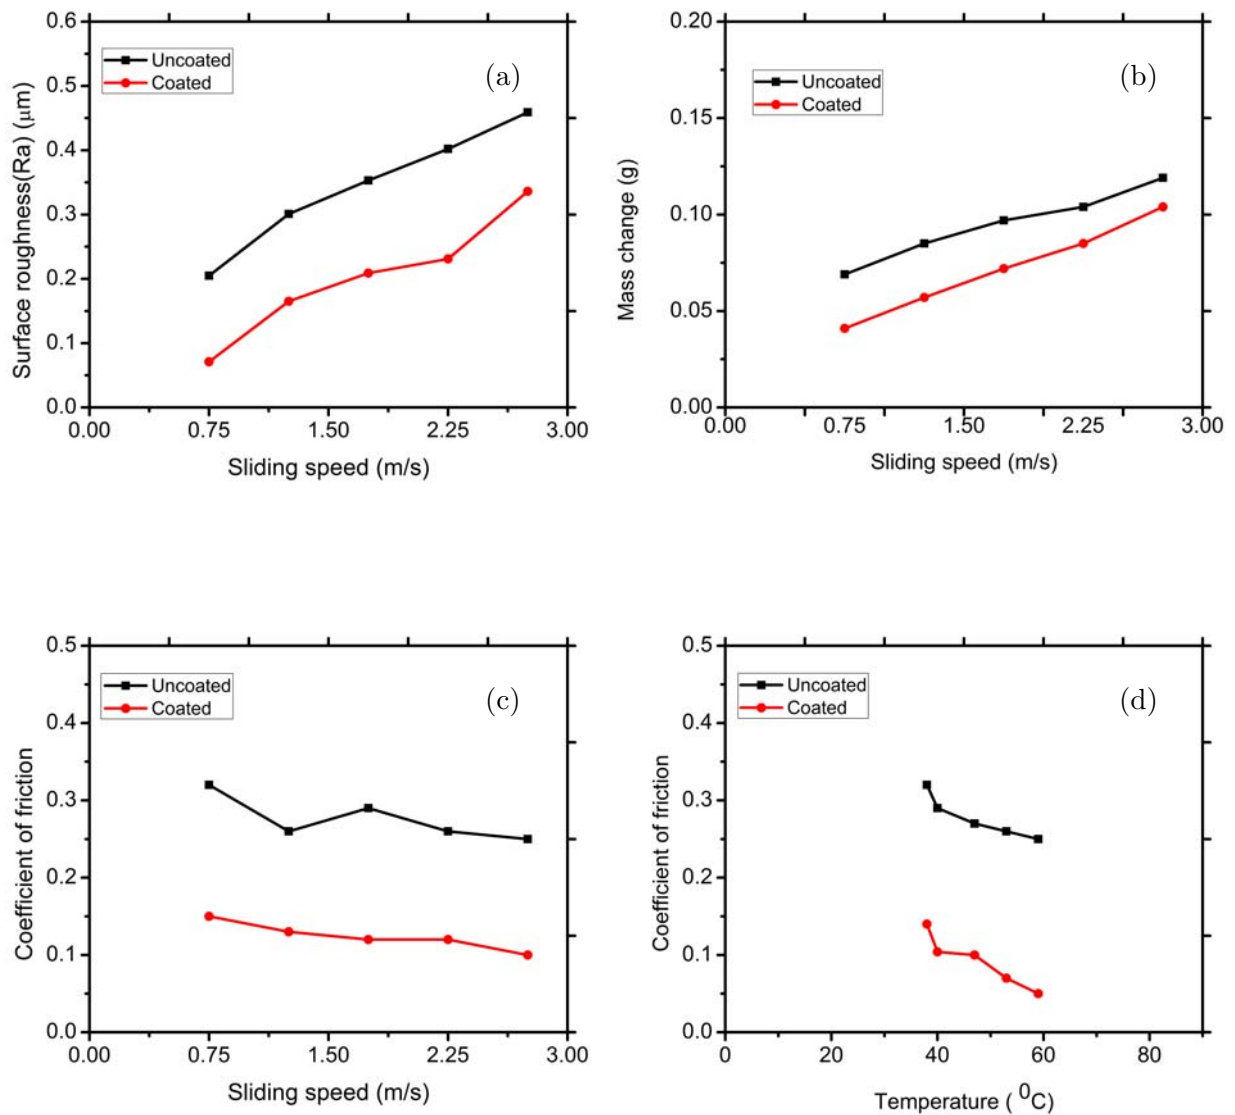 0.6
0.5
0.4
0.3
0.2
0.1
0.0
Surface roughness(Ra) (μm)
Uncoated
Coated
(a)
0.00 0.75 1.50 2.25 3.00
Sliding speed (m/s)
0.20
0.15
0.10
0.05
0.00
Mass change (g)
Uncoated
Coated
(b)
0.00 0.75 1.50 2.25 3.00
Sliding speed (m/s)
0.5
0.4
0.3
0.2
0.1
0.0
Coefficient of friction
Uncoated
Coated
(c)
0.00 0.75 1.50 2.25 3.00
Sliding speed (m/s)
0.5
0.4
0.3
0.2
0.1
0.0
Coefficient of friction
Uncoated
Coated
(d)
0 20 40 60 80
Temperature ( ⁰C)